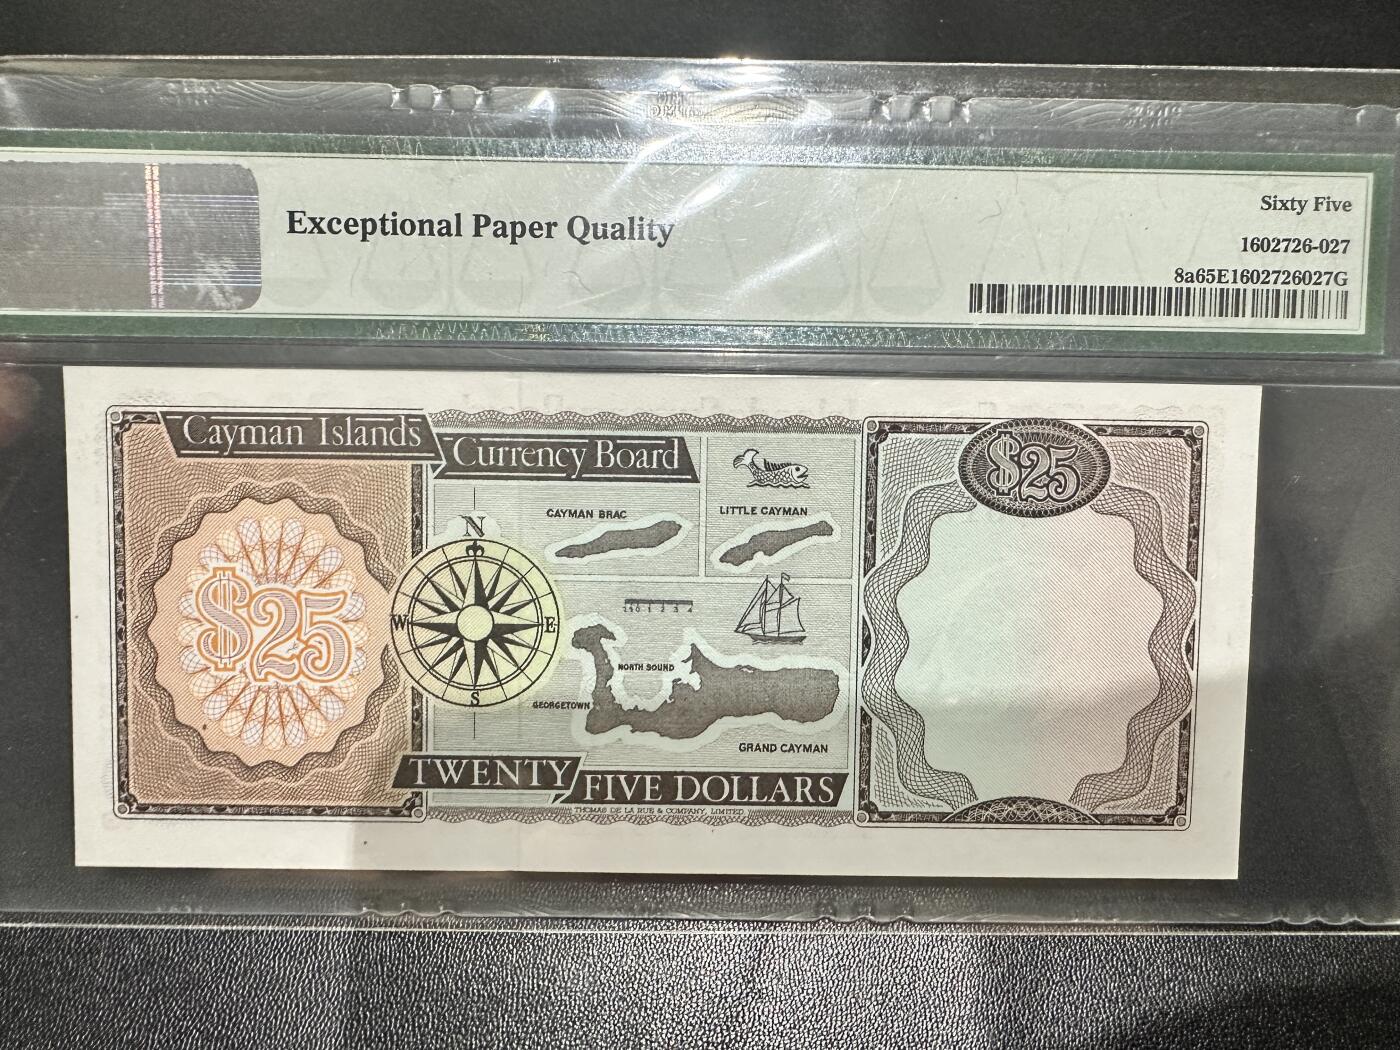 Exceptional Paper Quality
Sixty Five
1602726-027
8a65E1602726027G
Cayman Islands
Currency Board
$25
CAYMAN BRAC
LITTLE CAYMAN
N
W
E
S
$25
NORTH SOUND
GEORGETOWN
GRAND CAYMAN
TWENTY
FIVE DOLLARS
THOMAS DE LA RUE & COMPANY, LIMITED.